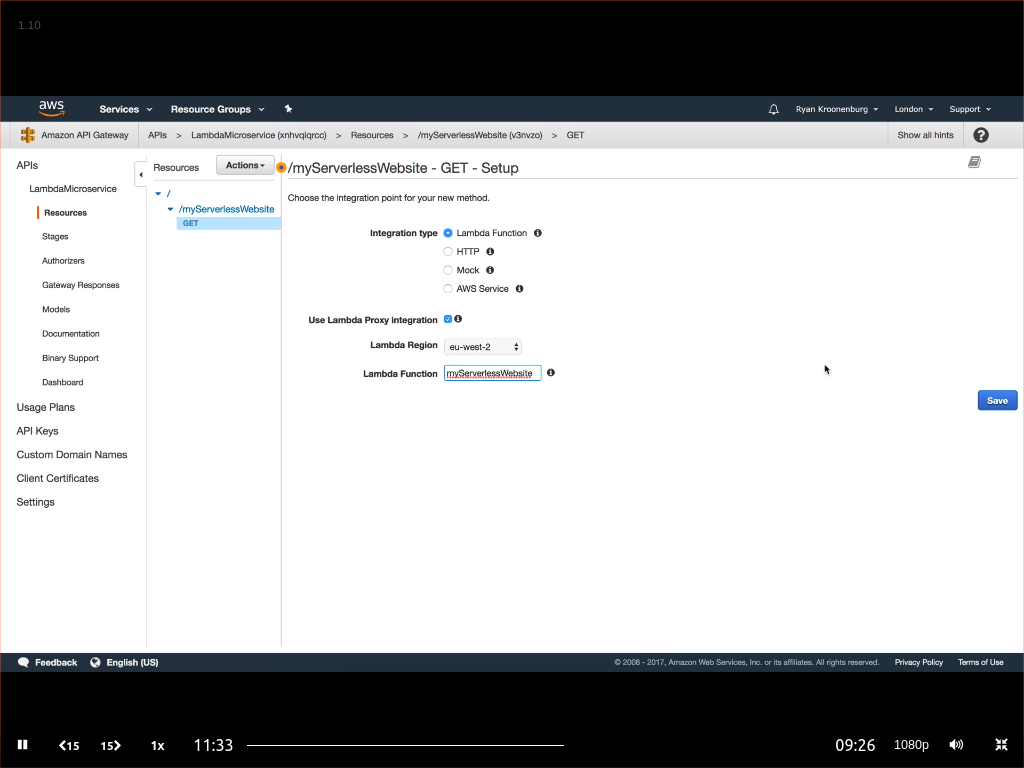 1.10
aws Services Resource Groups Ryan Kroonenburg London Support
Amazon API Gateway APIs > LambdaMicroservice (xnhvqiqrcc) > Resources > /myServerlessWebsite (v3nvzo) > GET Show all hints ?
APIs
LambdaMicroservice
Resources
Stages
Authorizers
Gateway Responses
Models
Documentation
Binary Support
Dashboard
Usage Plans
API Keys
Custom Domain Names
Client Certificates
Settings
Resources Actions
/
/myServerlessWebsite
GET
/myServerlessWebsite - GET - Setup
Choose the integration point for your new method.
Integration type Lambda Function
HTTP
Mock
AWS Service
Use Lambda Proxy integration
Lambda Region eu-west-2
Lambda Function myServerlessWebsite
Save
Feedback English (US) © 2008 - 2017, Amazon Web Services, Inc. or its affiliates. All rights reserved. Privacy Policy Terms of Use
15 15 1x 11:33 09:26 1080p